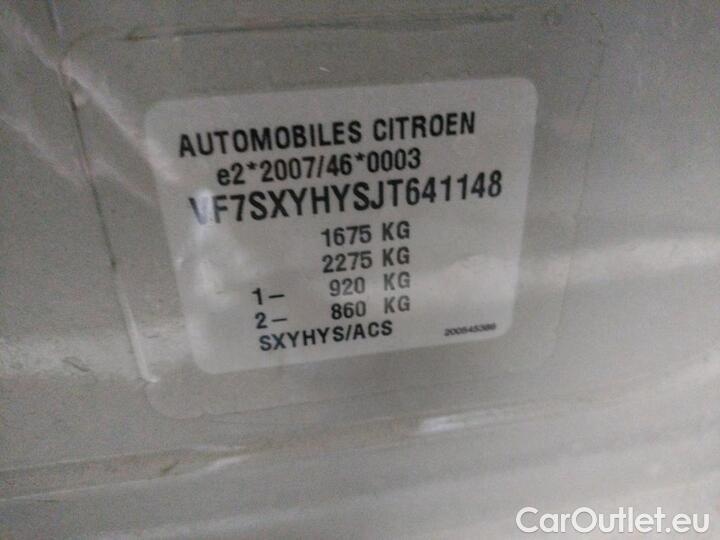 AUTOMOBILES CITROEN
e2*2007/46*0003
VF7SXYHYSJT641148
1675 KG
2275 KG
1- 920 KG
2- 860 KG
SXYHYS/ACS
200545386
CarOutlet.eu